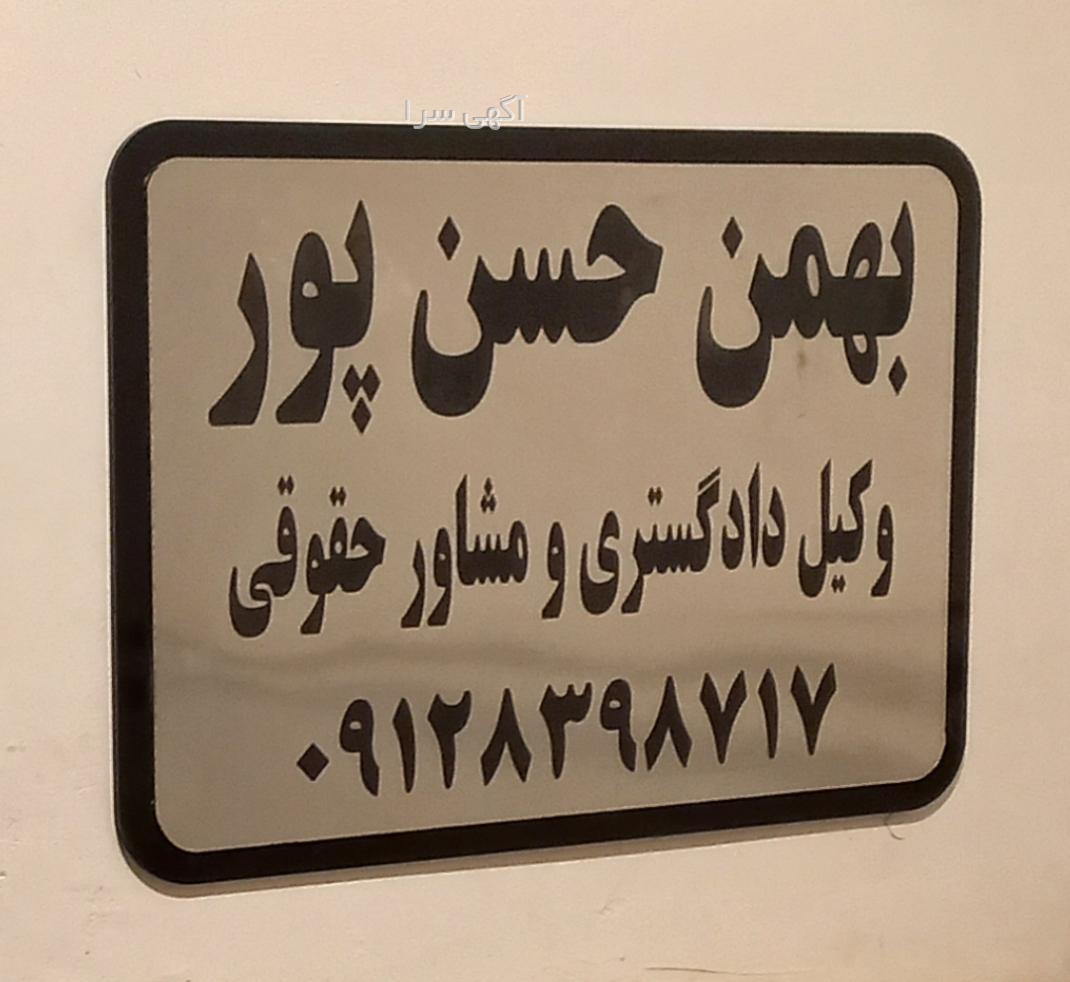 آگهی سرا
بهمن حسن پور
وکیل دادگستری و مشاور حقوقی
۰۹۱۲۸۳۹۸۷۱۷